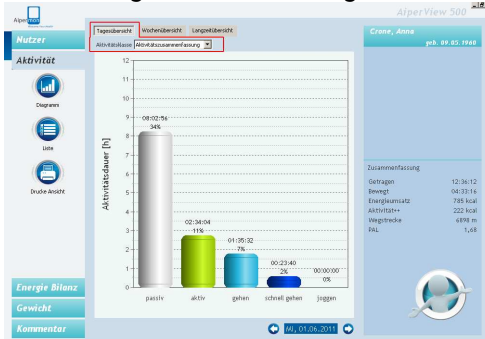 AlperView 500
Alpermed
Tagesübersicht Wochenübersicht Langzeitübersicht
Aktivitätsklasse Aktivitätszusammenfassung
Nutzer
Aktivität
Diagramm
Liste
Drucke Ansicht
Energie Bilanz
Gewicht
Kommentar
Aktivitätsdauer [h]
12
11
10
9
8
7
6
5
4
3
2
1
0
08:02:56
34%
02:34:04
11%
01:35:32
7%
00:23:40
2%
00:00:00
0%
passiv aktiv gehen schnell gehen joggen
Mi, 01.06.2011
Crone, Anna
geb. 09.05.1960
Zusammenfassung
Getragen 12:36:12
Bewegt 04:33:16
Energieumsatz 785 kcal
Aktivität++ 222 kcal
Wegstrecke 6898 m
PAL 1,68